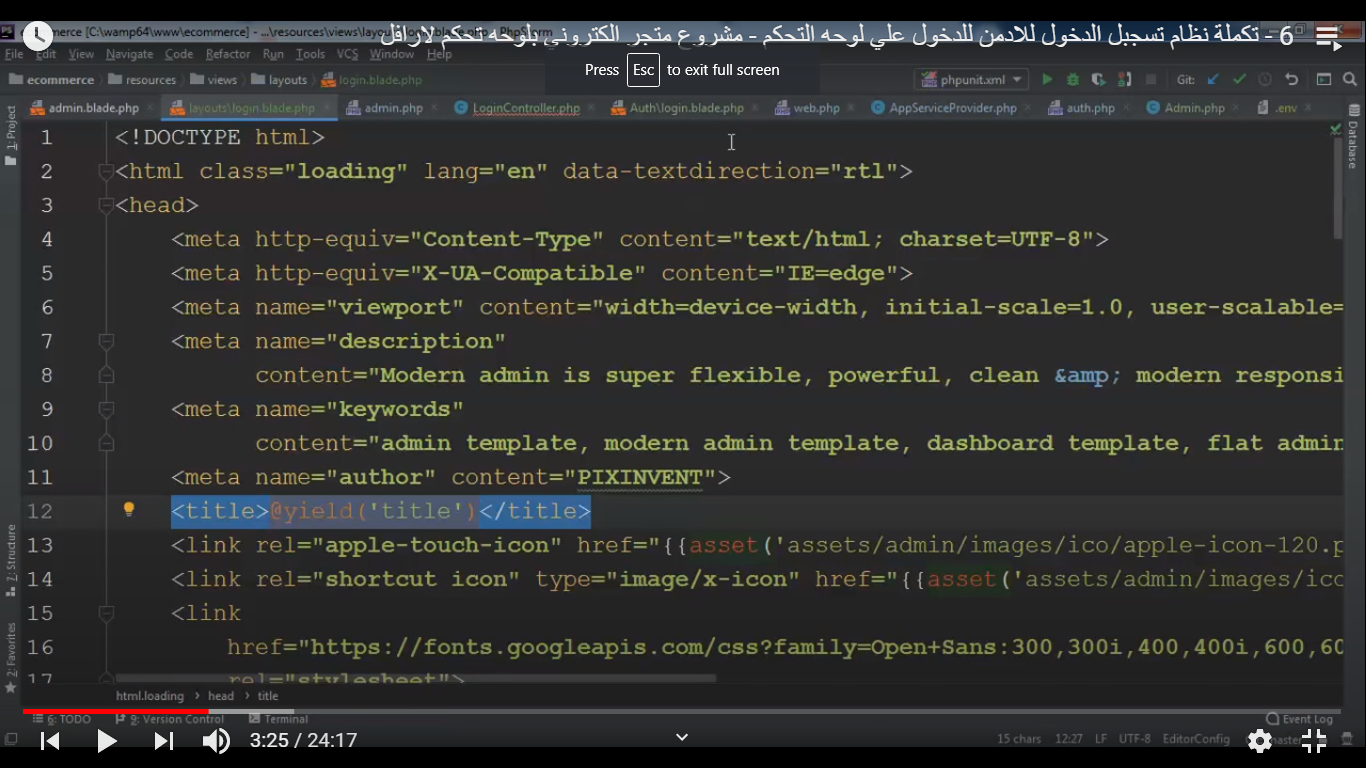 6 - تكملة نظام تسجيل الدخول للادمن للدخول علي لوحه التحكم - مشروع متجر الكتروني بلوحه تحكم لارافل
commerce [C:\wamp64\www\ecommerce] - ...\resources\views\layou
File Edit View Navigate Code Refactor Run Tools VCS Window Help
Press Esc to exit full screen
ecommerce resources views layouts login.blade.php phpunit.xml Git:
admin.blade.php layouts\login.blade.php admin.php LoginController.php Auth\login.blade.php web.php AppServiceProvider.php auth.php Admin.php .env
1: Project
Database
1 <!DOCTYPE html>
2 <html class="loading" lang="en" data-textdirection="rtl">
3 <head>
4 <meta http-equiv="Content-Type" content="text/html; charset=UTF-8">
5 <meta http-equiv="X-UA-Compatible" content="IE=edge">
6 <meta name="viewport" content="width=device-width, initial-scale=1.0, user-scalable=
7 <meta name="description"
8 content="Modern admin is super flexible, powerful, clean &amp; modern responsi
9 <meta name="keywords"
10 content="admin template, modern admin template, dashboard template, flat admin
11 <meta name="author" content="PIXINVENT">
12 <title>@yield('title')</title>
13 <link rel="apple-touch-icon" href="{{asset('assets/admin/images/ico/apple-icon-120.p
14 <link rel="shortcut icon" type="image/x-icon" href="{{asset('assets/admin/images/ico
15 <link
16 href="https://fonts.googleapis.com/css?family=Open+Sans:300,300i,400,400i,600,60
17 rel="stylesheet">
Z: Structure
2: Favorites
html.loading › head › title
6: TODO 9: Version Control Terminal Event Log
3:25 / 24:17
15 chars 12:27 LF UTF-8 EditorConfig master